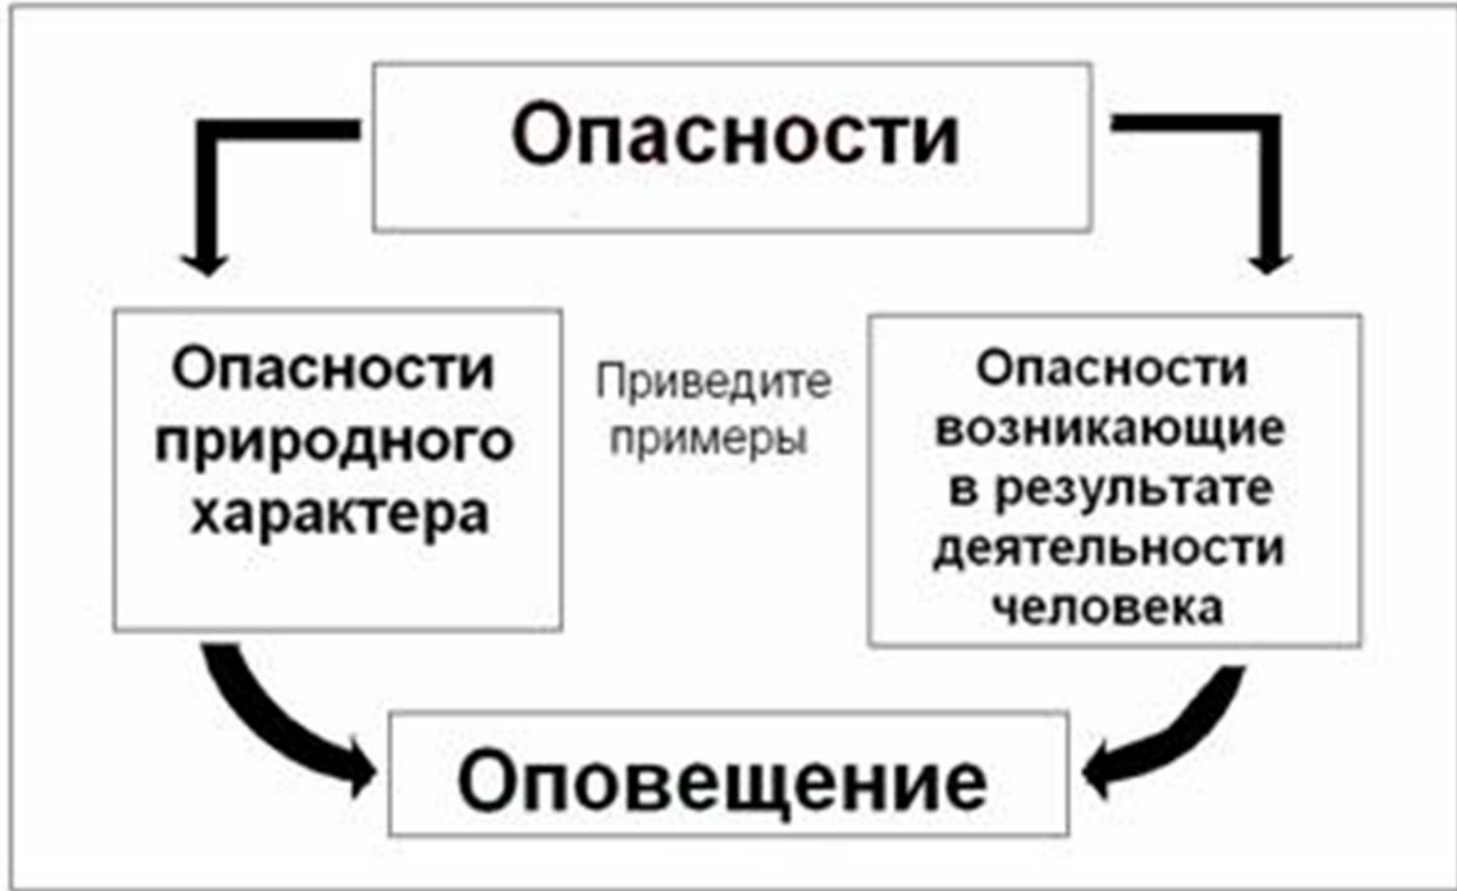 Опасности
Опасности
природного
характера
Приведите
примеры
Опасности
возникающие
в результате
деятельности
человека
Оповещение